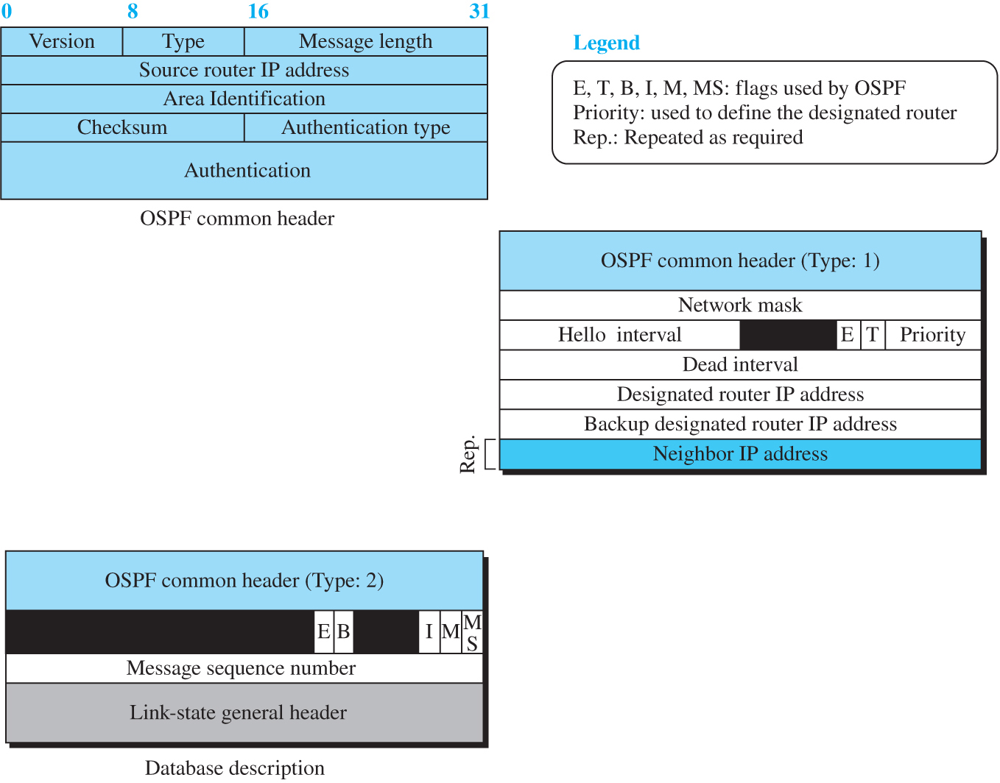 0 8 16 31
Version Type Message length
Source router IP address
Area Identification
Checksum Authentication type
Authentication
OSPF common header
Legend
E, T, B, I, M, MS: flags used by OSPF
Priority: used to define the designated router
Rep.: Repeated as required
OSPF common header (Type: 1)
Network mask
Hello interval E T Priority
Dead interval
Designated router IP address
Backup designated router IP address
Rep. Neighbor IP address
OSPF common header (Type: 2)
E B I M MS
Message sequence number
Link-state general header
Database description